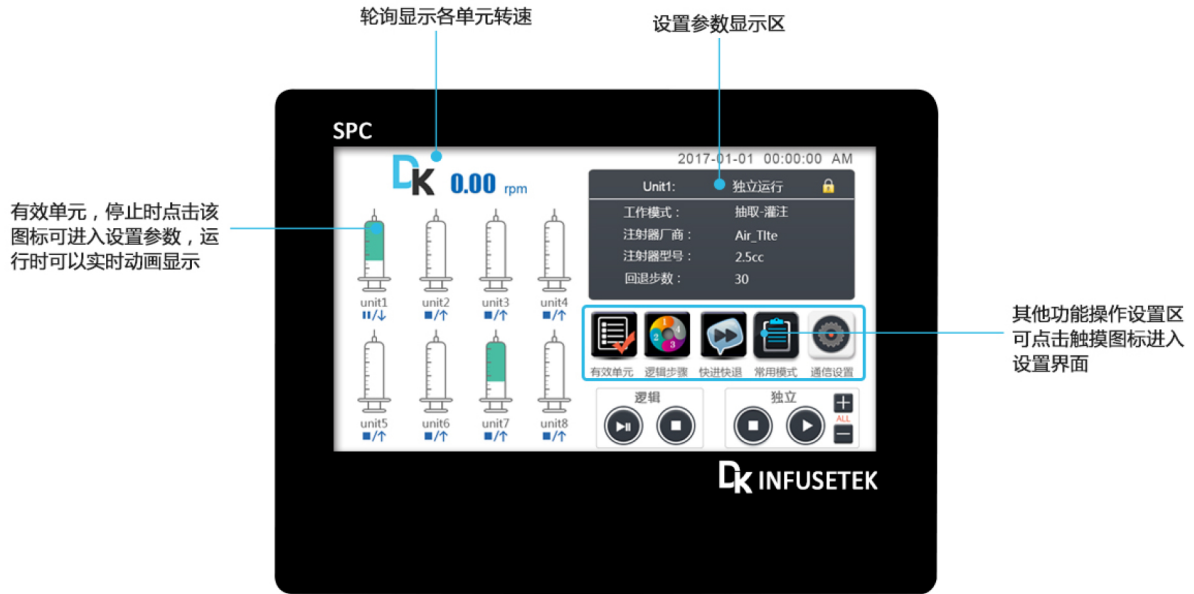 轮询显示各单元转速
设置参数显示区
SPC
DK 0.00 rpm
2017-01-01 00:00:00 AM
Unit1: 独立运行
工作模式： 抽取-灌注
注射器厂商： Air_TIte
注射器型号： 2.5cc
回退步数： 30
有效单元，停止时点击该
图标可进入设置参数，运
行时可以实时动画显示
unit1 unit2 unit3 unit4
unit5 unit6 unit7 unit8
其他功能操作设置区
可点击触摸图标进入
设置界面
1 4
2 3
有效单元 逻辑步骤 快进快退 常用模式 通信设置
逻辑 独立
ALL
DK INFUSETEK